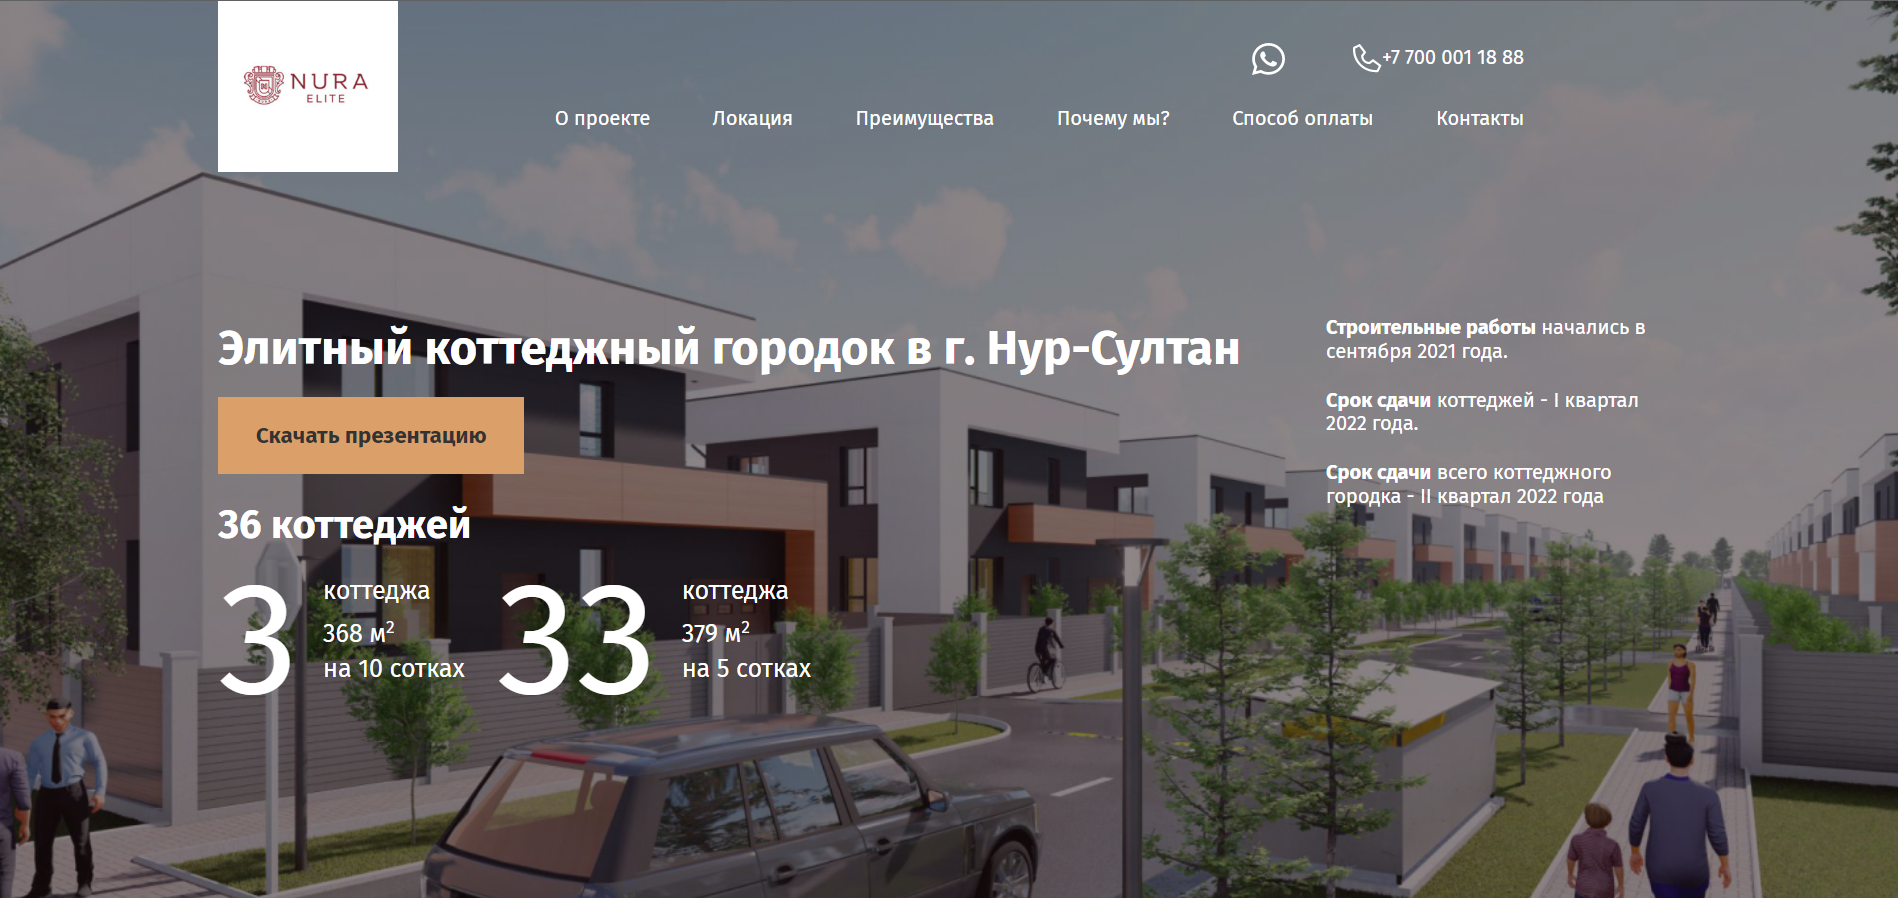 NURA
ELITE
+7 700 001 18 88
О проекте
Локация
Преимущества
Почему мы?
Способ оплаты
Контакты
Элитный коттеджный городок в г. Нур-Султан
Скачать презентацию
36 коттеджей
3
коттеджа
368 м²
на 10 сотках
33
коттеджа
379 м²
на 5 сотках
Строительные работы начались в
сентября 2021 года.
Срок сдачи коттеджей - I квартал
2022 года.
Срок сдачи всего коттеджного
городка - II квартал 2022 года